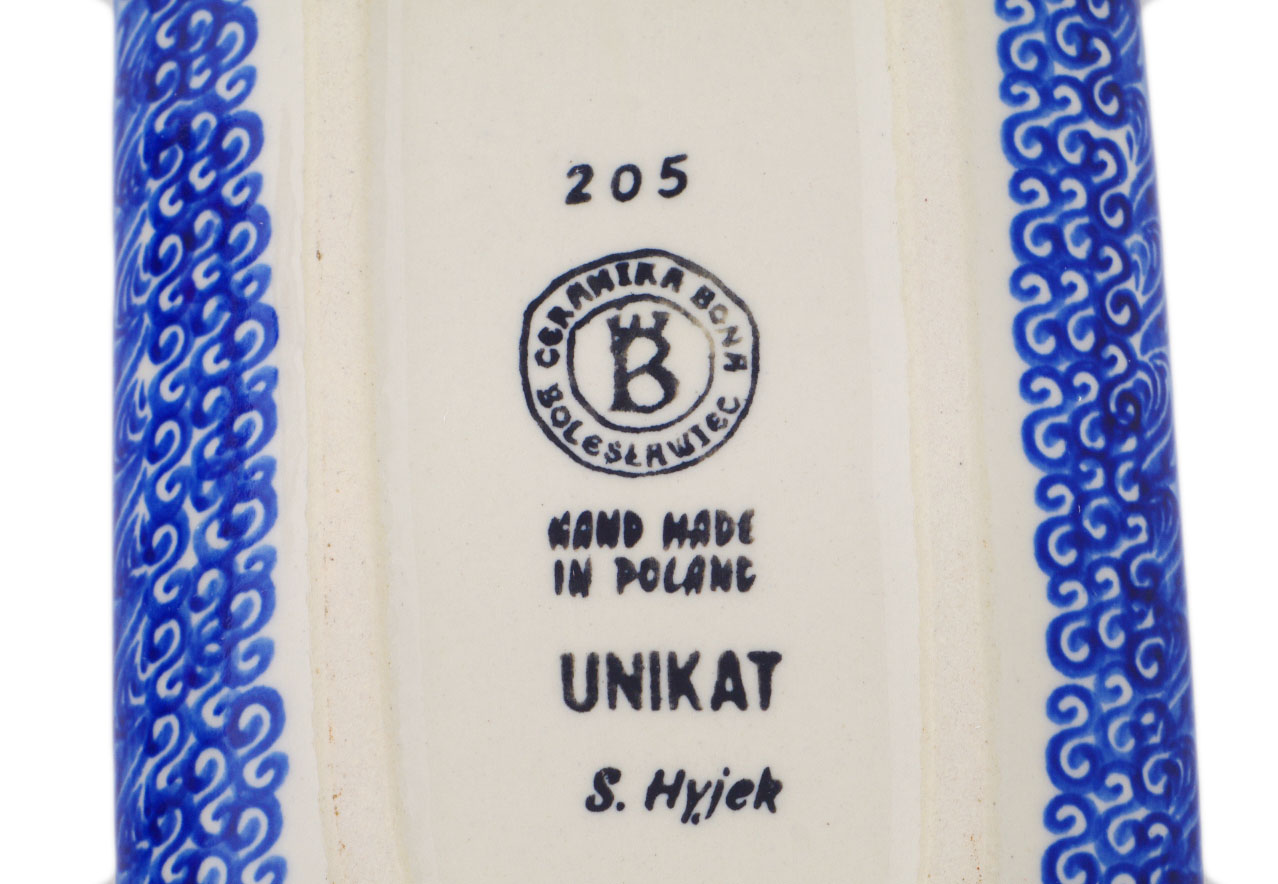 205
CERAMIKA BONA
B
BOLESŁAWIEC
HAND MADE
IN POLAND
UNIKAT
S. Hyjek